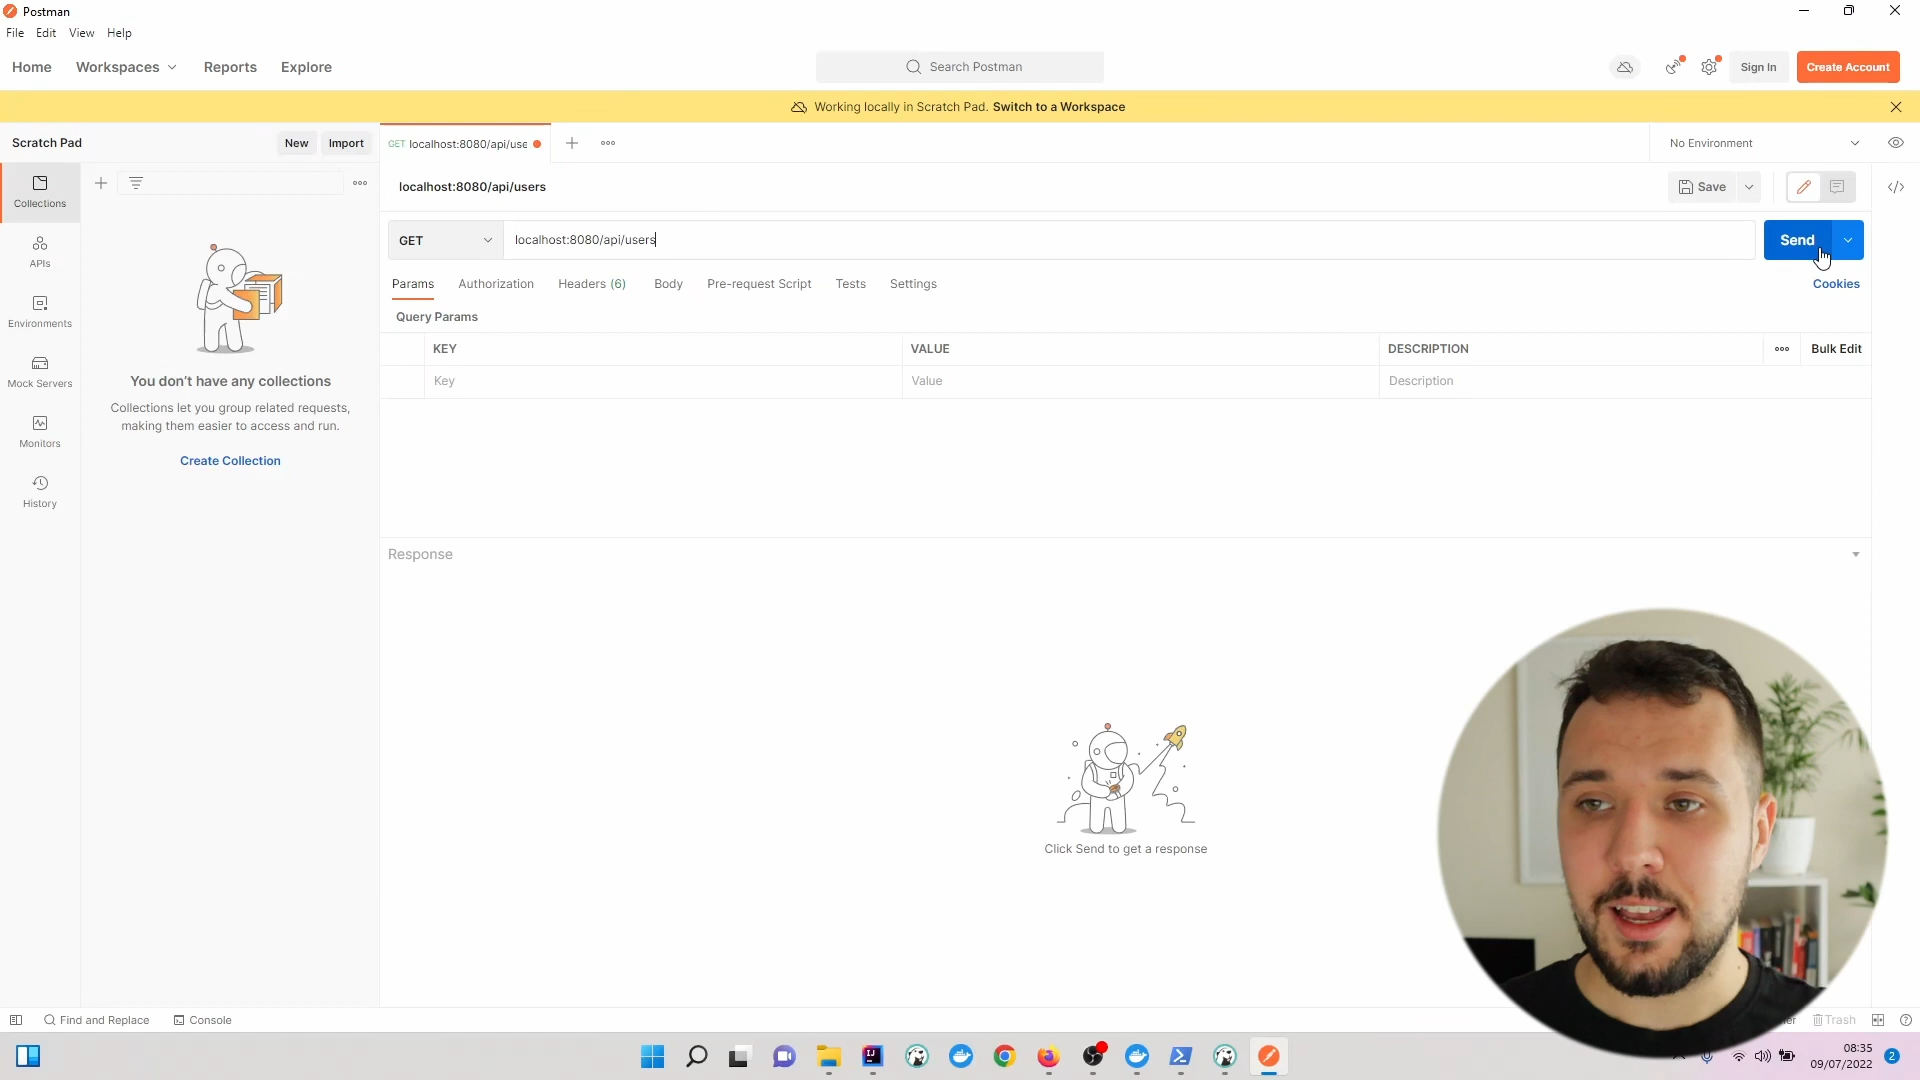 Postman
File Edit View Help
Home Workspaces Reports Explore
Search Postman
Sign In
Create Account
Working locally in Scratch Pad. Switch to a Workspace
Scratch Pad
New
Import
GET localhost:8080/api/use
No Environment
localhost:8080/api/users
Save
Collections
APIs
Environments
Mock Servers
Monitors
History
You don't have any collections
Collections let you group related requests,
making them easier to access and run.
Create Collection
GET
localhost:8080/api/users
Send
Params Authorization Headers (6) Body Pre-request Script Tests Settings
Cookies
Query Params
KEY VALUE DESCRIPTION
Bulk Edit
Key Value Description
Response
Click Send to get a response
Find and Replace
Console
Trash
08:35
09/07/2022
2